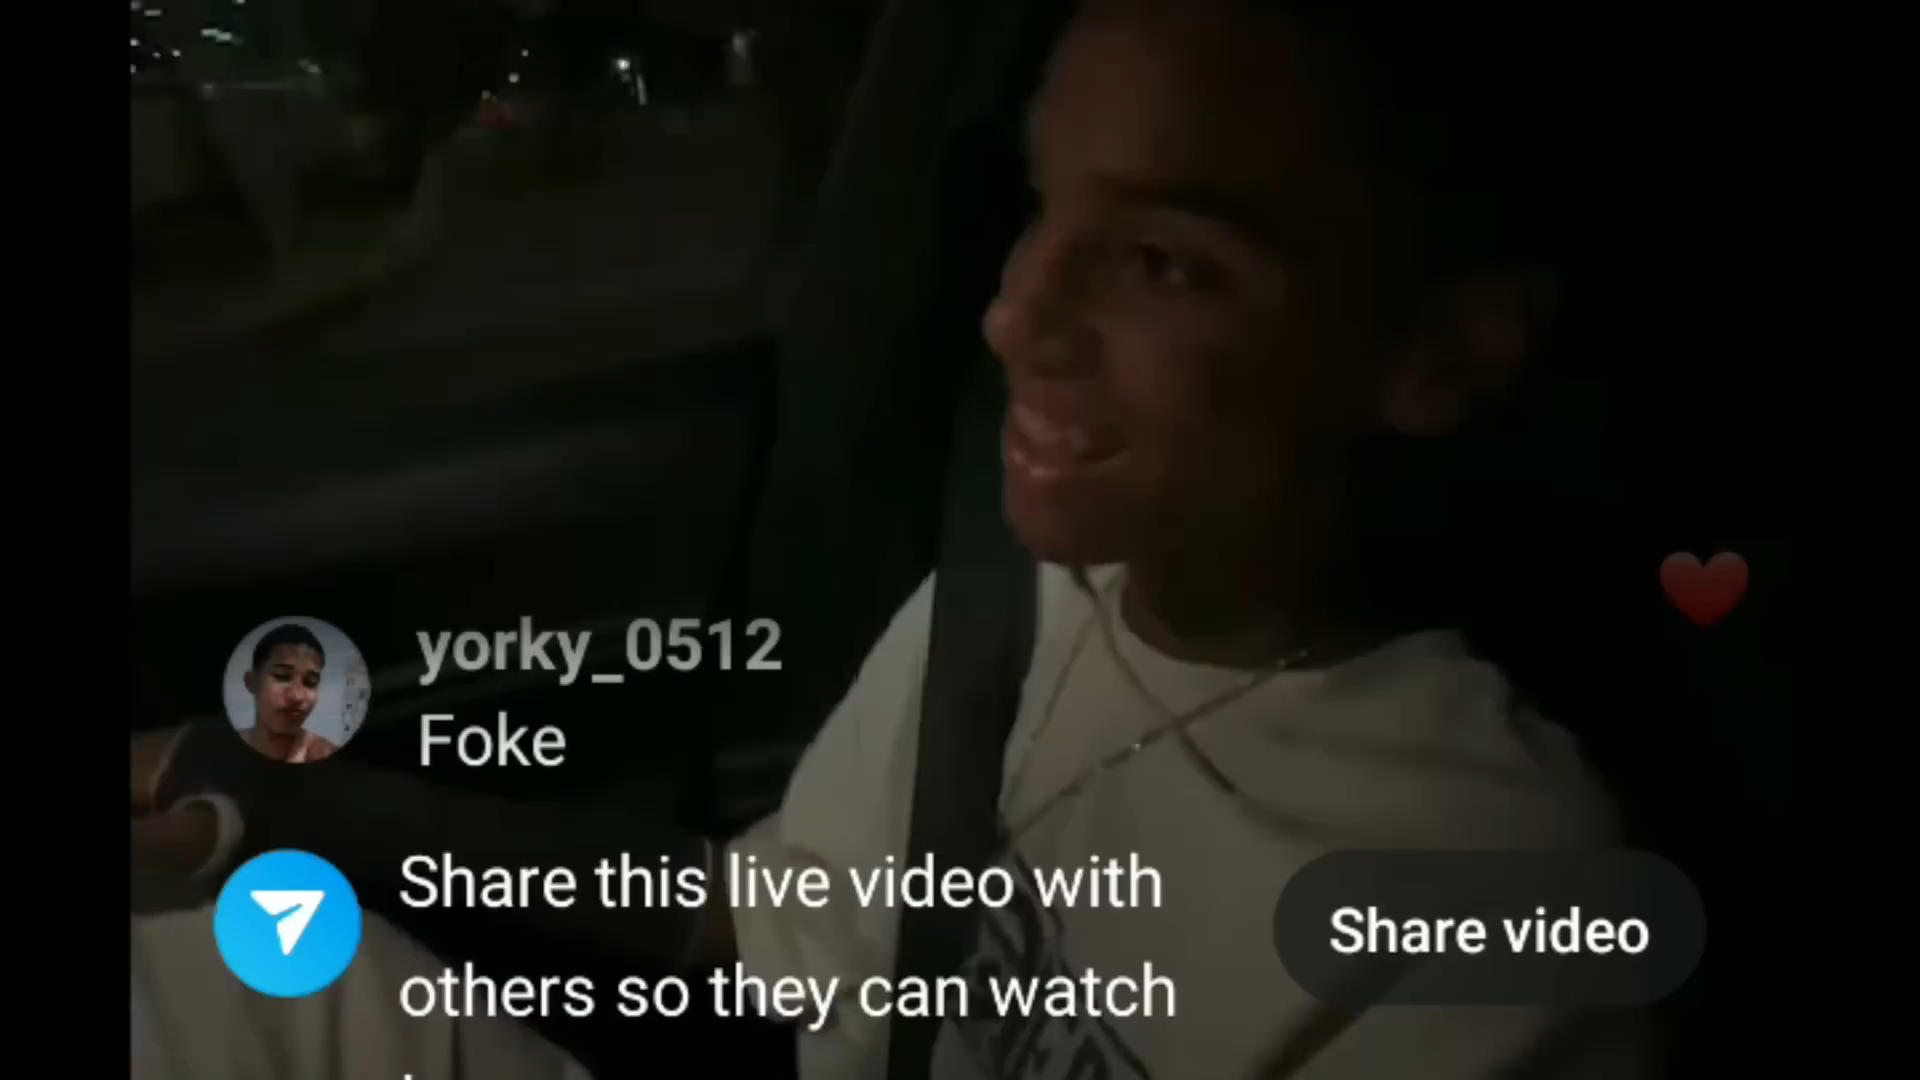 yorky_0512
Foke
Share this live video with
others so they can watch
Share video